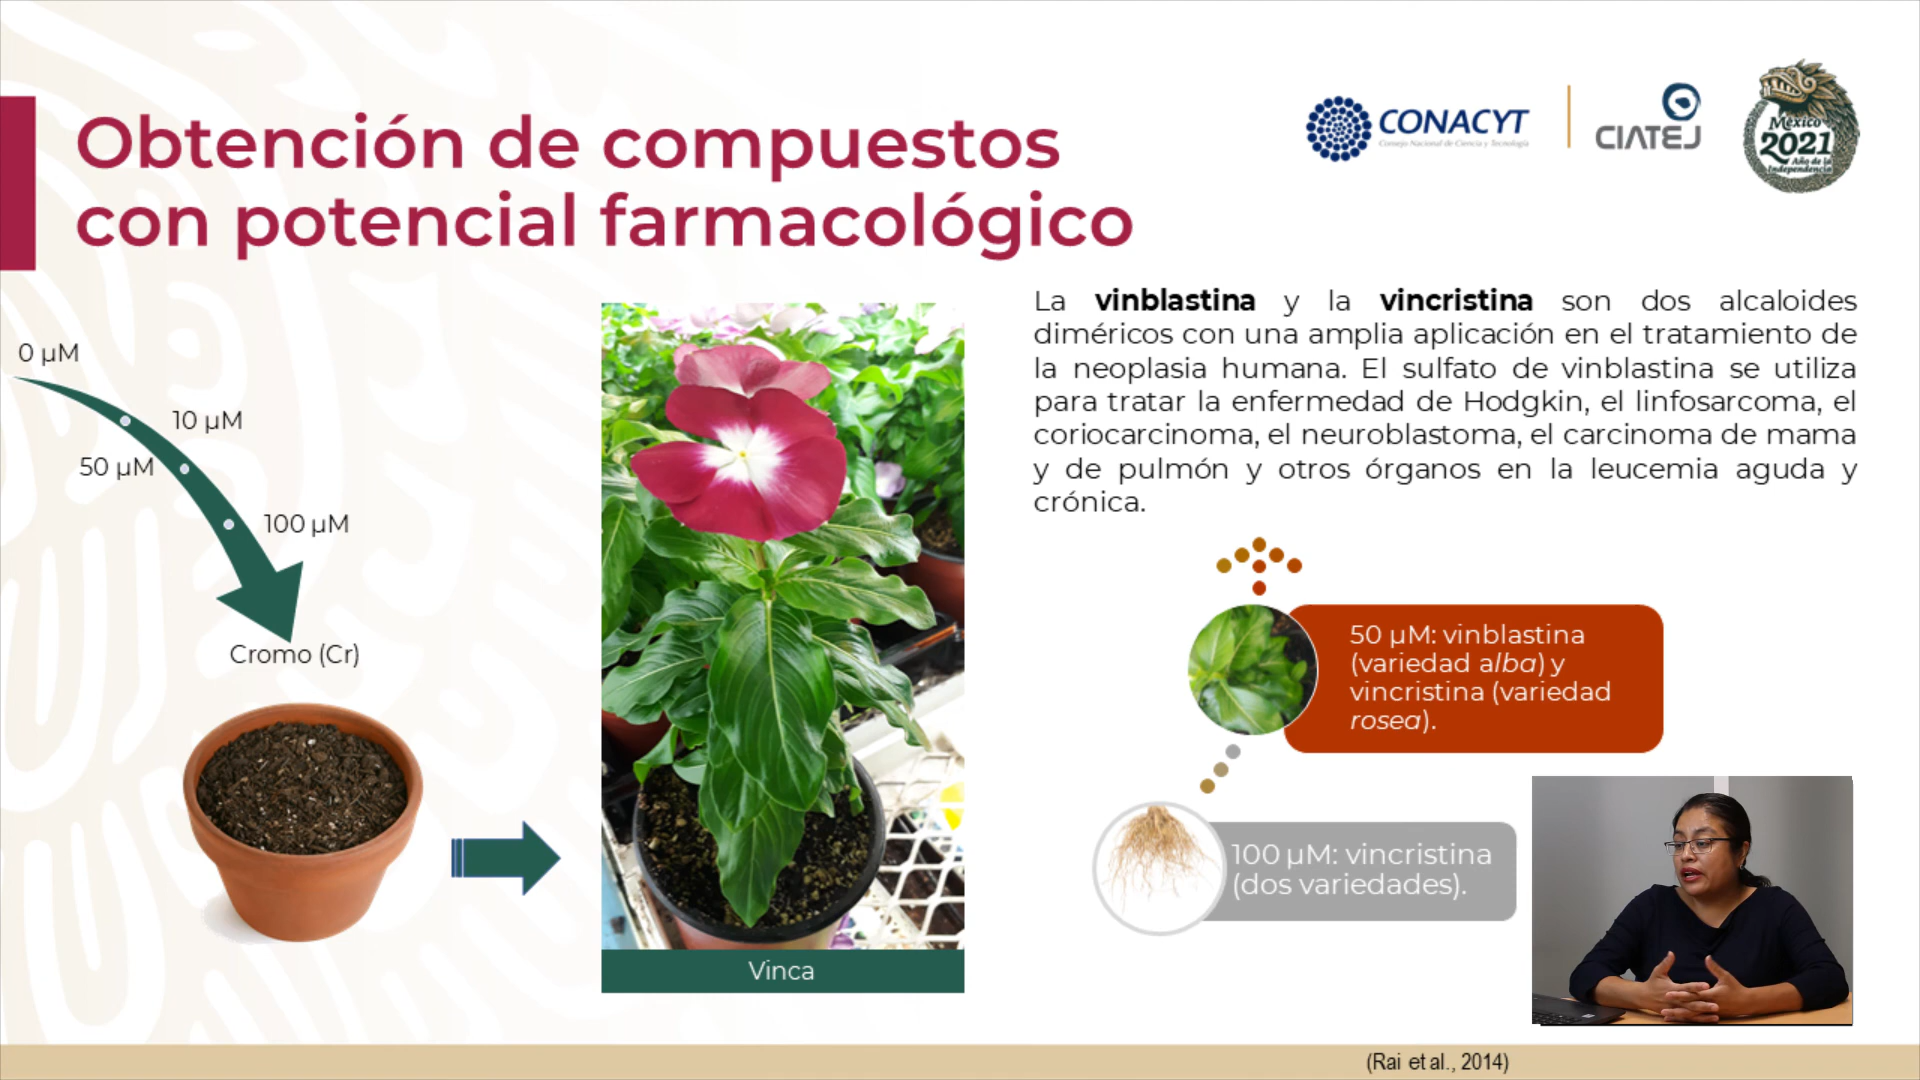 Obtención de compuestos
con potencial farmacológico
CONACYT
Consejo Nacional de Ciencia y Tecnología
CIATEJ
México
2021
Año de la
Independencia
0 µM
10 µM
50 µM
100 µM
Cromo (Cr)
Vinca
La vinblastina y la vincristina son dos alcaloides
diméricos con una amplia aplicación en el tratamiento de
la neoplasia humana. El sulfato de vinblastina se utiliza
para tratar la enfermedad de Hodgkin, el linfosarcoma, el
coriocarcinoma, el neuroblastoma, el carcinoma de mama
y de pulmón y otros órganos en la leucemia aguda y
crónica.
50 µM: vinblastina
(variedad alba) y
vincristina (variedad
rosea).
100 µM: vincristina
(dos variedades).
(Rai et al., 2014)